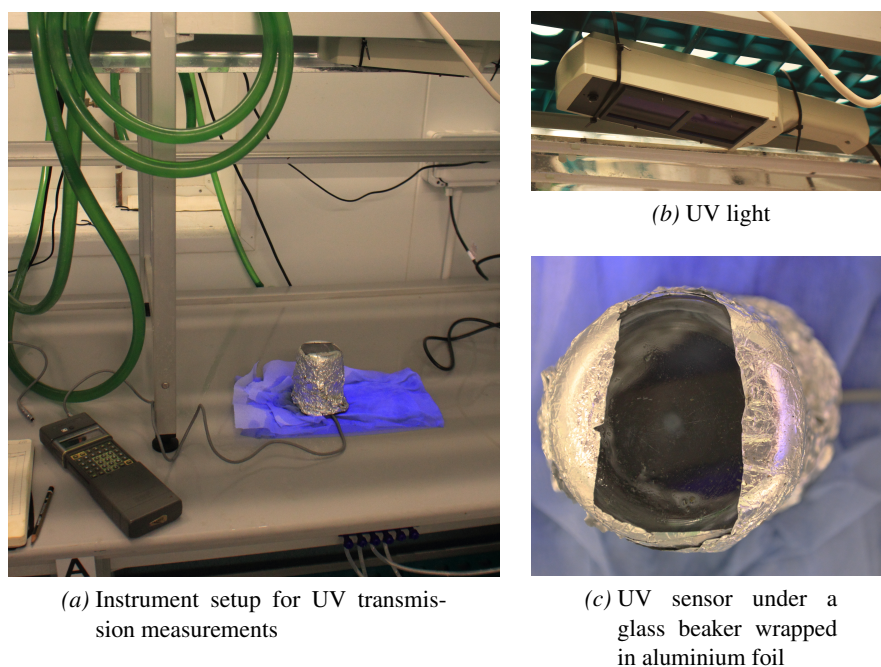 A
(a) Instrument setup for UV transmis-
sion measurements
(b) UV light
(c) UV sensor under a
glass beaker wrapped
in aluminium foil